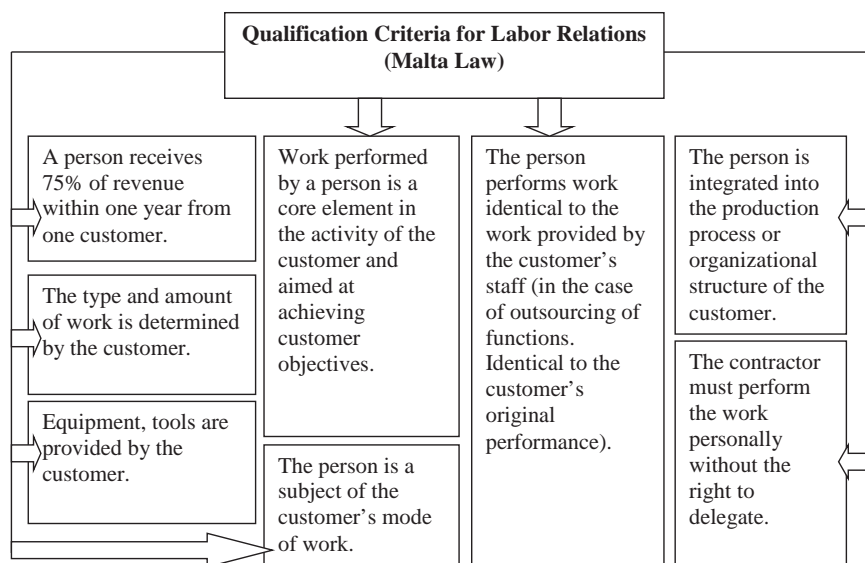 Qualification Criteria for Labor Relations
(Malta Law)
A person receives
75% of revenue
within one year from
one customer.
The type and amount
of work is determined
by the customer.
Equipment, tools are
provided by the
customer.
Work performed
by a person is a
core element in
the activity of the
customer and
aimed at
achieving
customer
objectives.
The person is a
subject of the
customer’s mode
of work.
The person
performs work
identical to the
work provided by
the customer’s
staff (in the case
of outsourcing of
functions.
Identical to the
customer’s
original
performance).
The person is
integrated into
the production
process or
organizational
structure of the
customer.
The contractor
must perform
the work
personally
without the
right to
delegate.